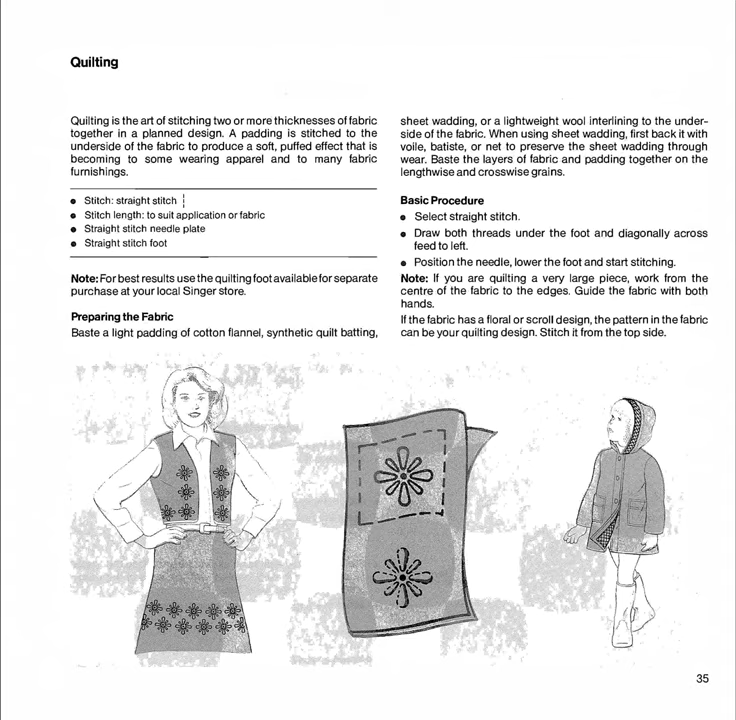 Quilting
Quilting is the art of stitching two or more thicknesses of fabric
together in a planned design. A padding is stitched to the
underside of the fabric to produce a soft, puffed effect that is
becoming to some wearing apparel and to many fabric
furnishings.
● Stitch: straight stitch
● Stitch length: to suit application or fabric
● Straight stitch needle plate
● Straight stitch foot
Note: For best results use the quilting foot available for separate
purchase at your local Singer store.
Preparing the Fabric
Baste a light padding of cotton flannel, synthetic quilt batting,
sheet wadding, or a lightweight wool interlining to the under-
side of the fabric. When using sheet wadding, first back it with
voile, batiste, or net to preserve the sheet wadding through
wear. Baste the layers of fabric and padding together on the
lengthwise and crosswise grains.
Basic Procedure
● Select straight stitch.
● Draw both threads under the foot and diagonally across
feed to left.
● Position the needle, lower the foot and start stitching.
Note: If you are quilting a very large piece, work from the
centre of the fabric to the edges. Guide the fabric with both
hands.
If the fabric has a floral or scroll design, the pattern in the fabric
can be your quilting design. Stitch it from the top side.
35